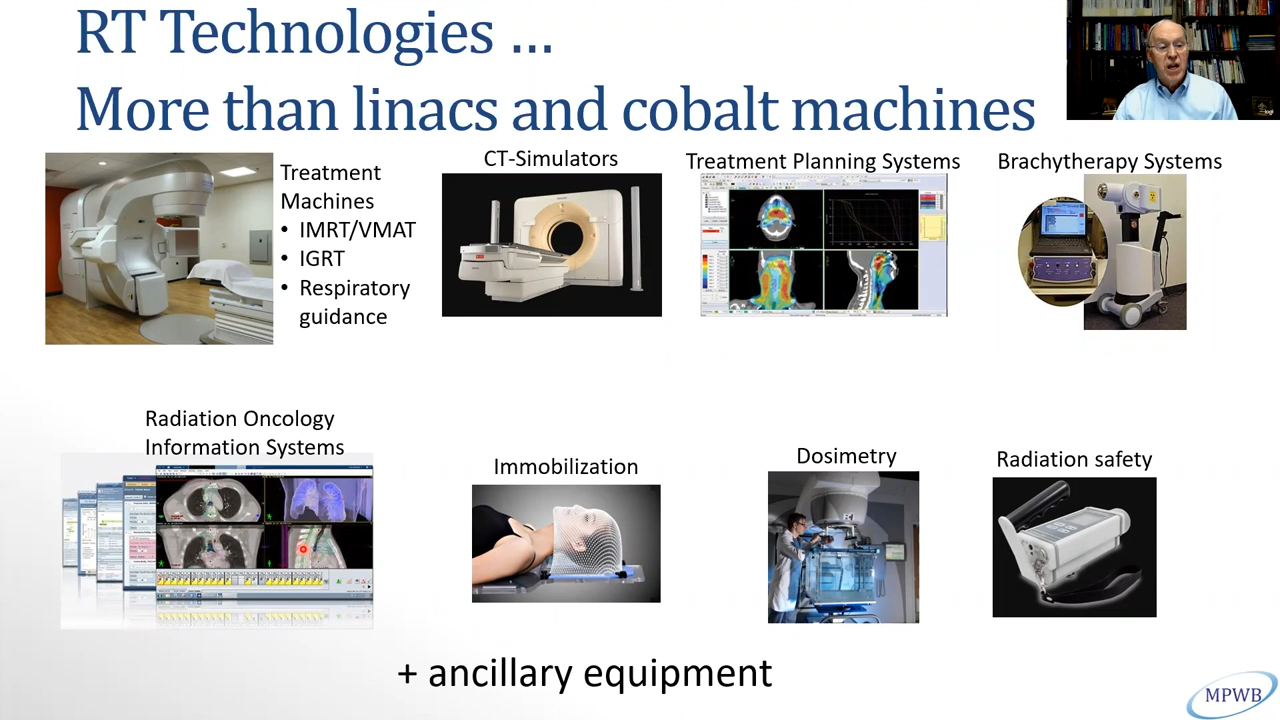 RT Technologies …
More than linacs and cobalt machines
Treatment
Machines
• IMRT/VMAT
• IGRT
• Respiratory
guidance
CT-Simulators
Treatment Planning Systems
Brachytherapy Systems
Radiation Oncology
Information Systems
Immobilization
Dosimetry
Radiation safety
+ ancillary equipment
MPWB